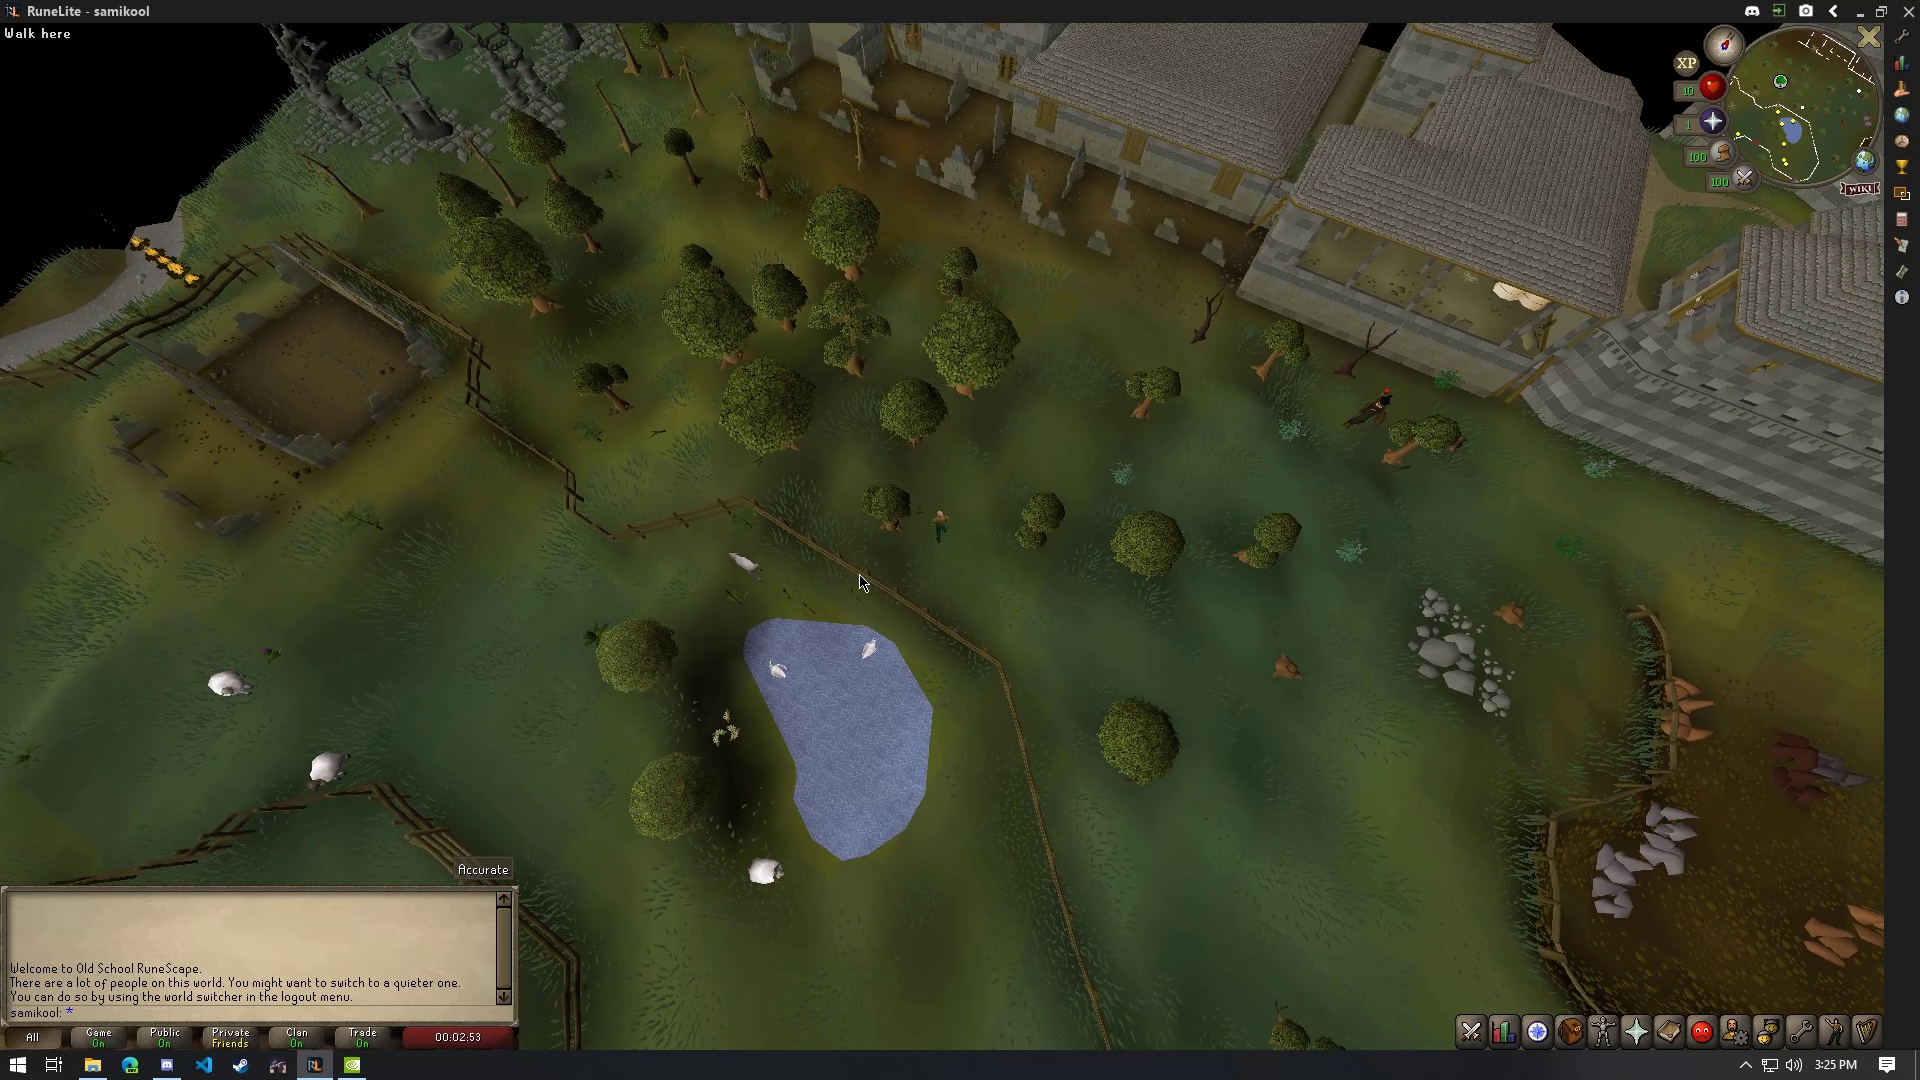 RuneLite - samikool
Walk here
XP
10
1
100
100
WIKI
Accurate
Welcome to Old School RuneScape.
There are a lot of people on this world. You might want to switch to a quieter one.
You can do so by using the world switcher in the logout menu.
samikool: *
All
Game
On
Public
On
Private
Friends
Clan
On
Trade
On
00:02:53
3:25 PM